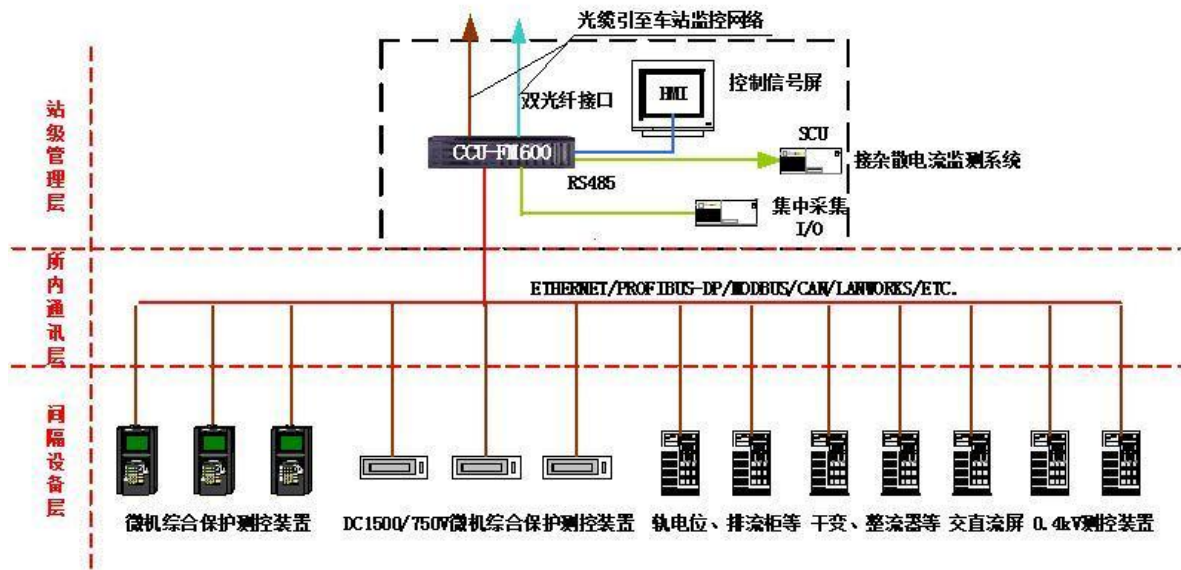 光缆引至车站监控网络
双光纤接口
HMI
控制信号屏
CCU-FM600
SCU
接杂散电流监测系统
RS485
集中采集
I/O
站级管理层
所内通讯层
ETHERNET/PROFIBUS-DP/MODBUS/CAN/LANWORKS/ETC.
间隔设备层
微机综合保护测控装置
DC1500/750V微机综合保护测控装置
轨电位、排流柜等
干变、整流器等
交直流屏
0.4kV测控装置